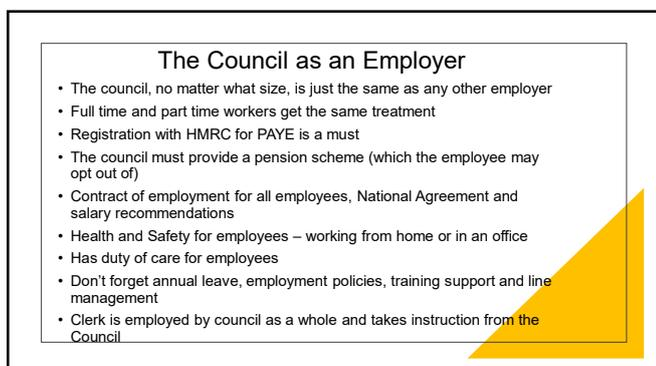 The Council as an Employer
• The council, no matter what size, is just the same as any other employer
• Full time and part time workers get the same treatment
• Registration with HMRC for PAYE is a must
• The council must provide a pension scheme (which the employee may
opt out of)
• Contract of employment for all employees, National Agreement and
salary recommendations
• Health and Safety for employees – working from home or in an office
• Has duty of care for employees
• Don’t forget annual leave, employment policies, training support and line
management
• Clerk is employed by council as a whole and takes instruction from the
Council